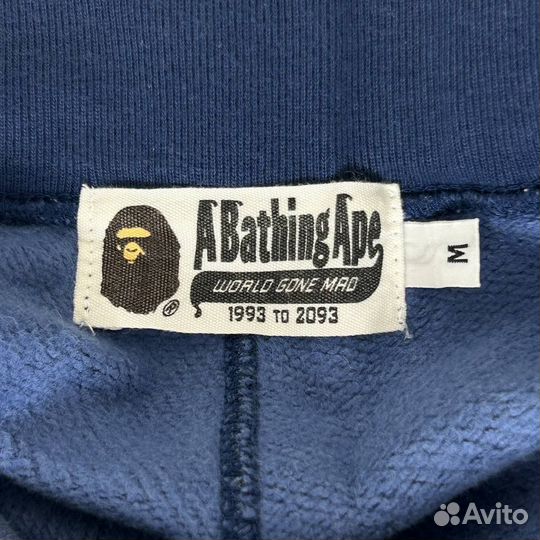 A Bathing Ape
WORLD GONE MAD
1993 TO 2093
®
M
Avito